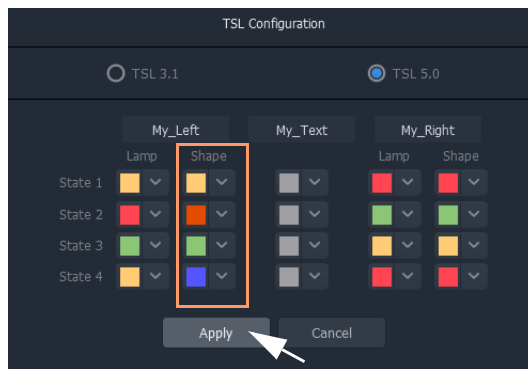 TSL Configuration
TSL 3.1 TSL 5.0
My_Left My_Text My_Right
Lamp Shape Lamp Shape
State 1
State 2
State 3
State 4
Apply Cancel